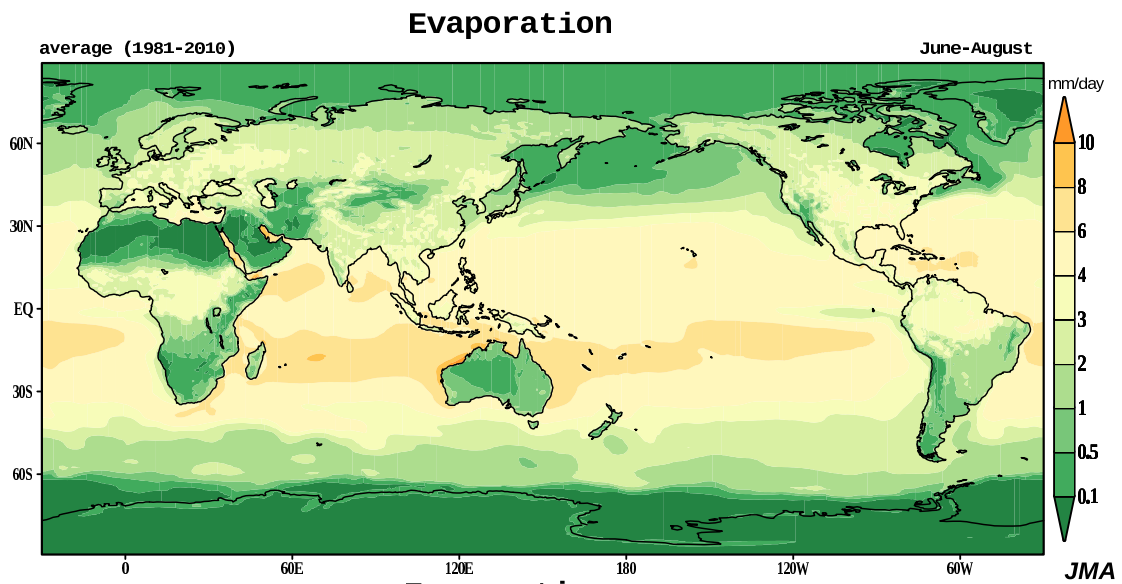 Evaporation
average (1981-2010) June-August
mm/day
10
8
6
4
3
2
1
0.5
0.1
60N
30N
EQ
30S
60S
0 60E 120E 180 120W 60W
JMA